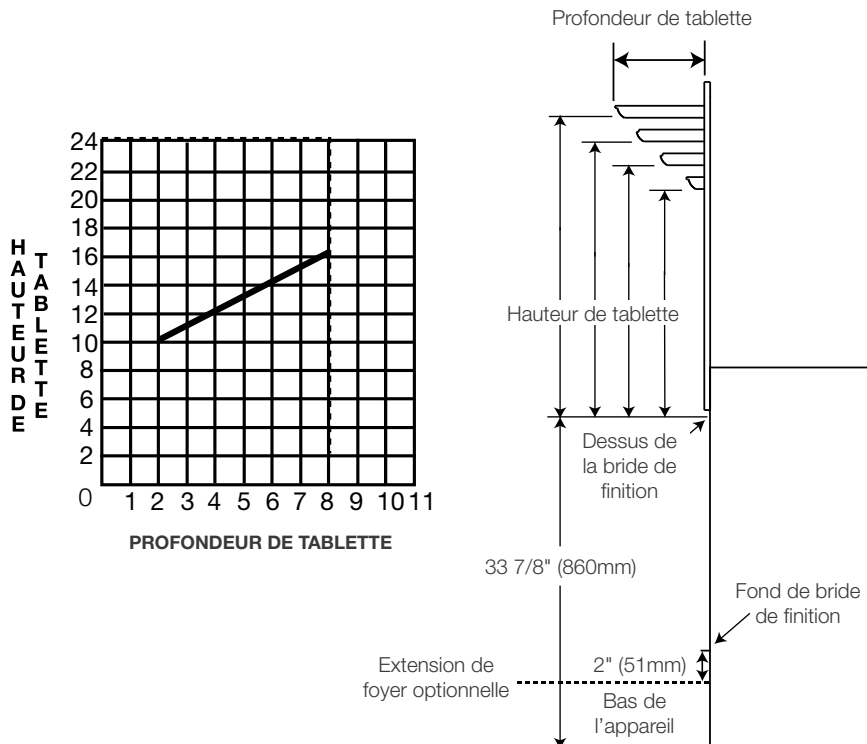 Profondeur de tablette
24
22
20
18
16
14
12
10
8
6
4
2
0
HAUTEUR DE
TABLETTE
1 2 3 4 5 6 7 8 9 10 11
PROFONDEUR DE TABLETTE
Hauteur de tablette
Dessus de
la bride de
finition
33 7/8" (860mm)
Fond de bride
de finition
2" (51mm)
Extension de
foyer optionnelle
Bas de
l'appareil